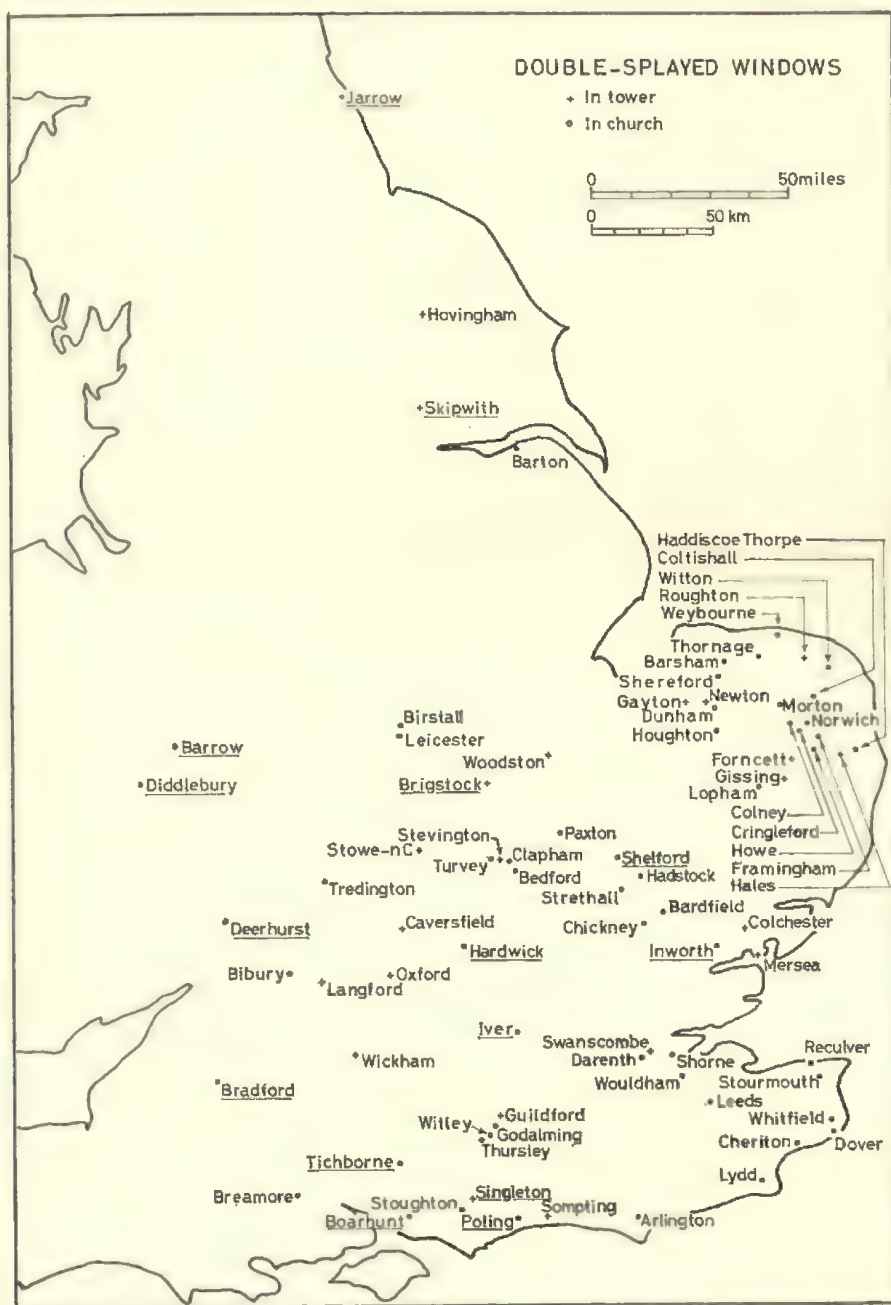 DOUBLE-SPLAYED WINDOWS
+ In tower
• In church
0 50 miles
0 50 km
Jarrow
Hovingham
Skipwith
Barton
Haddiscoe Thorpe
Coltishall
Witton
Roughton
Weybourne
Thornage
Barsham
Shereford
Gayton
Newton
Dunham
Morton
Norwich
Houghton
Birstall
Leicester
Barrow
Woodston
Forncett
Diddlebury
Brigstock
Gissing
Lopham
Colney
Cringleford
Howe
Framingham
Hales
Stevington
Paxton
Stowe-nC
Turvey
Clapham
Shelford
Bedford
Hadstock
Tredington
Strethall
Bardfield
Deerhurst
Caversfield
Chickney
Colchester
Hardwick
Inworth
Mersea
Bibury
Oxford
Langford
Iver
Swanscombe
Wickham
Darenth
Shorne
Reculver
Bradford
Wouldham
Stourmouth
Leeds
Guildford
Witley
Godalming
Whitfield
Thursley
Cheriton
Dover
Tichborne
Lydd
Breamore
Singleton
Stoughton
Sompting
Boarhunt
Poling
Arlington